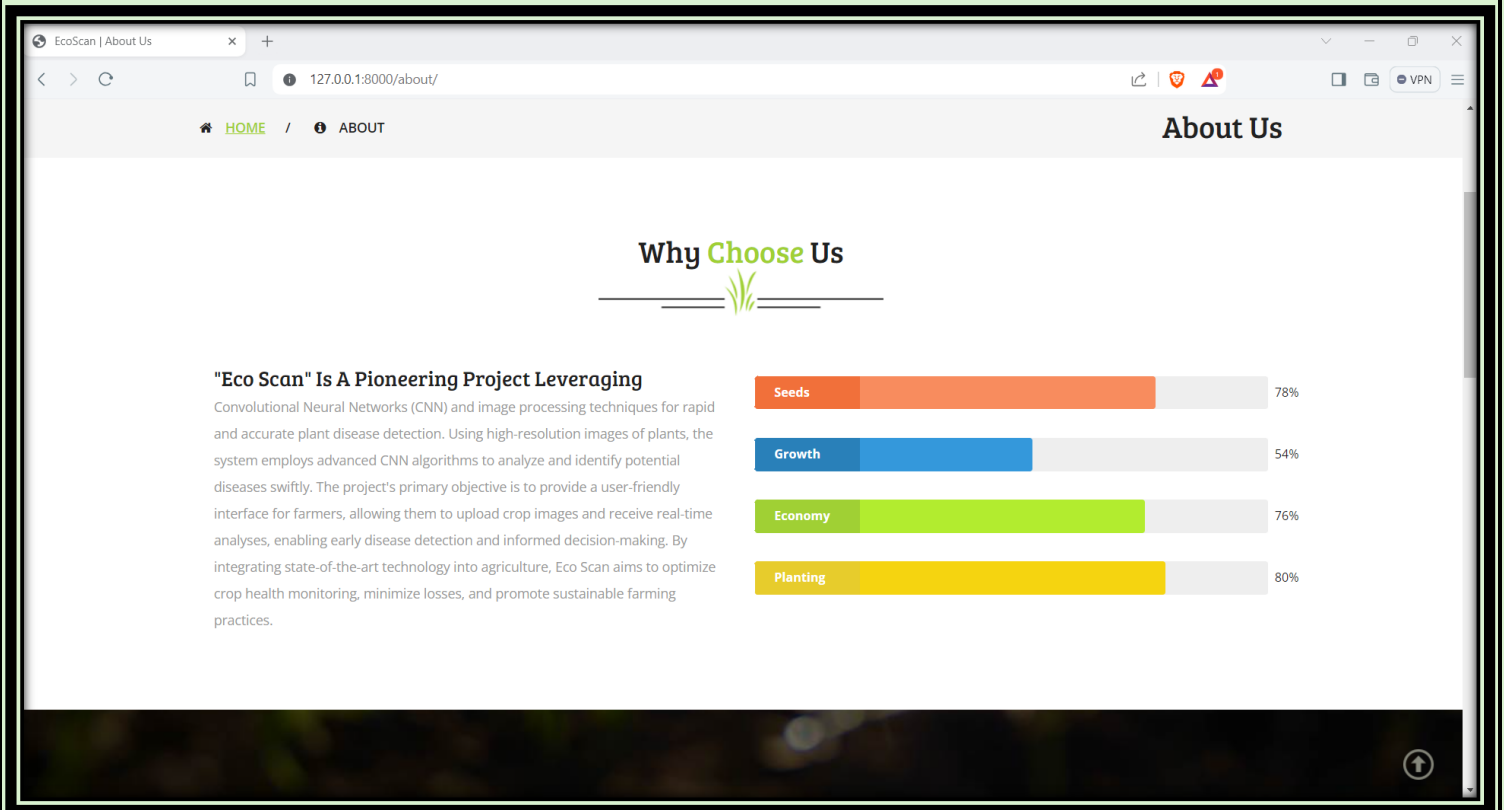 EcoScan | About Us
127.0.0.1:8000/about/
1
VPN
HOME / ABOUT
About Us
Why Choose Us
"Eco Scan" Is A Pioneering Project Leveraging
Convolutional Neural Networks (CNN) and image processing techniques for rapid
and accurate plant disease detection. Using high-resolution images of plants, the
system employs advanced CNN algorithms to analyze and identify potential
diseases swiftly. The project's primary objective is to provide a user-friendly
interface for farmers, allowing them to upload crop images and receive real-time
analyses, enabling early disease detection and informed decision-making. By
integrating state-of-the-art technology into agriculture, Eco Scan aims to optimize
crop health monitoring, minimize losses, and promote sustainable farming
practices.
Seeds 78%
Growth 54%
Economy 76%
Planting 80%